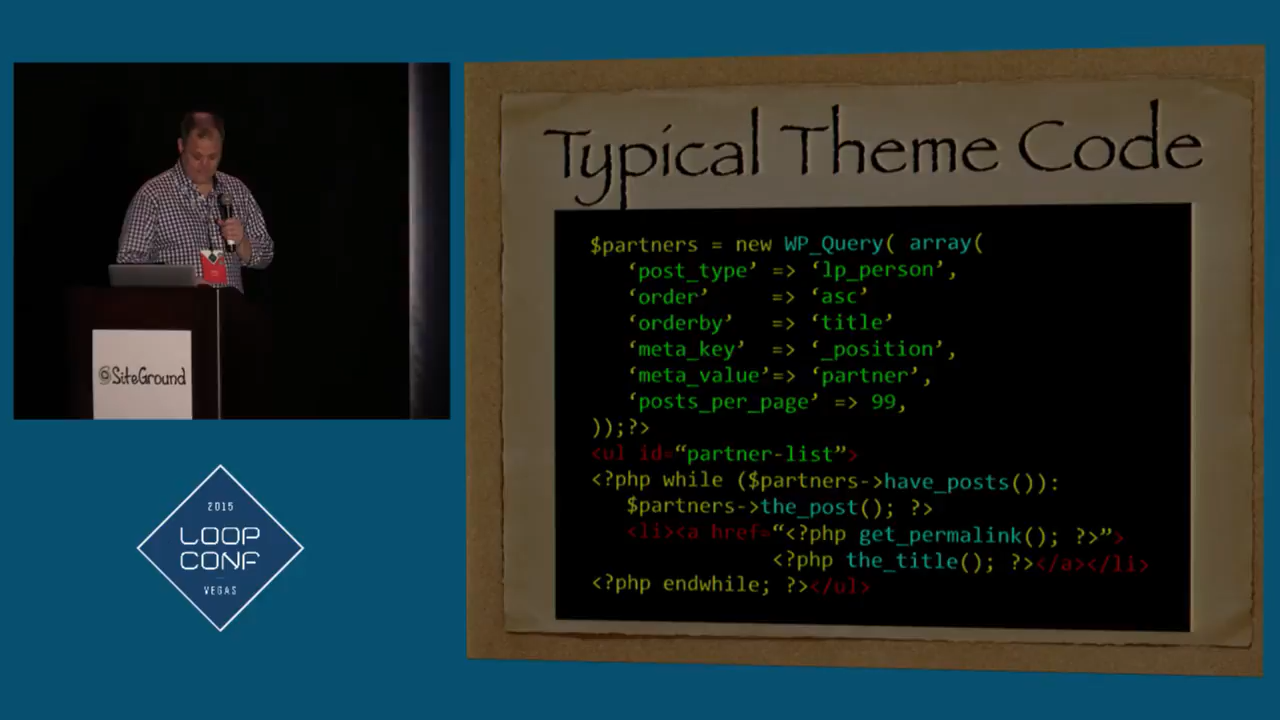 Typical Theme Code
$partners = new WP_Query( array(
‘post_type’ => ‘lp_person’,
‘order’ => ‘asc’
‘orderby’ => ‘title’
‘meta_key’ => ‘_position’,
‘meta_value’=> ‘partner’,
‘posts_per_page’ => 99,
));?>
<ul id=“partner-list”>
<?php while ($partners->have_posts()):
$partners->the_post(); ?>
<li><a href=“<?php get_permalink(); ?>”>
<?php the_title(); ?></a></li>
<?php endwhile; ?></ul>
@SiteGround
2015
LOOP
CONF
VEGAS